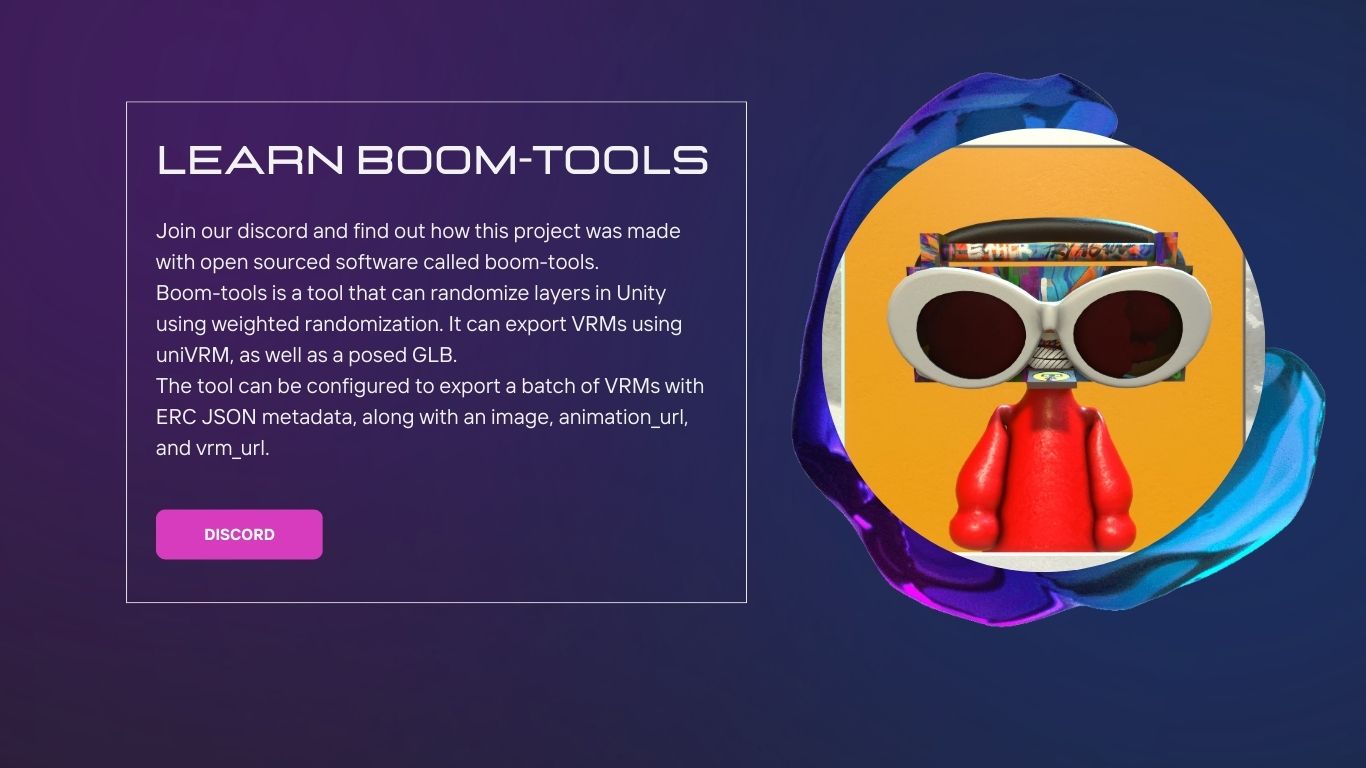 LEARN BOOM-TOOLS
Join our discord and find out how this project was made
with open sourced software called boom-tools.
Boom-tools is a tool that can randomize layers in Unity
using weighted randomization. It can export VRMs using
uniVRM, as well as a posed GLB.
The tool can be configured to export a batch of VRMs with
ERC JSON metadata, along with an image, animation_url,
and vrm_url.
DISCORD